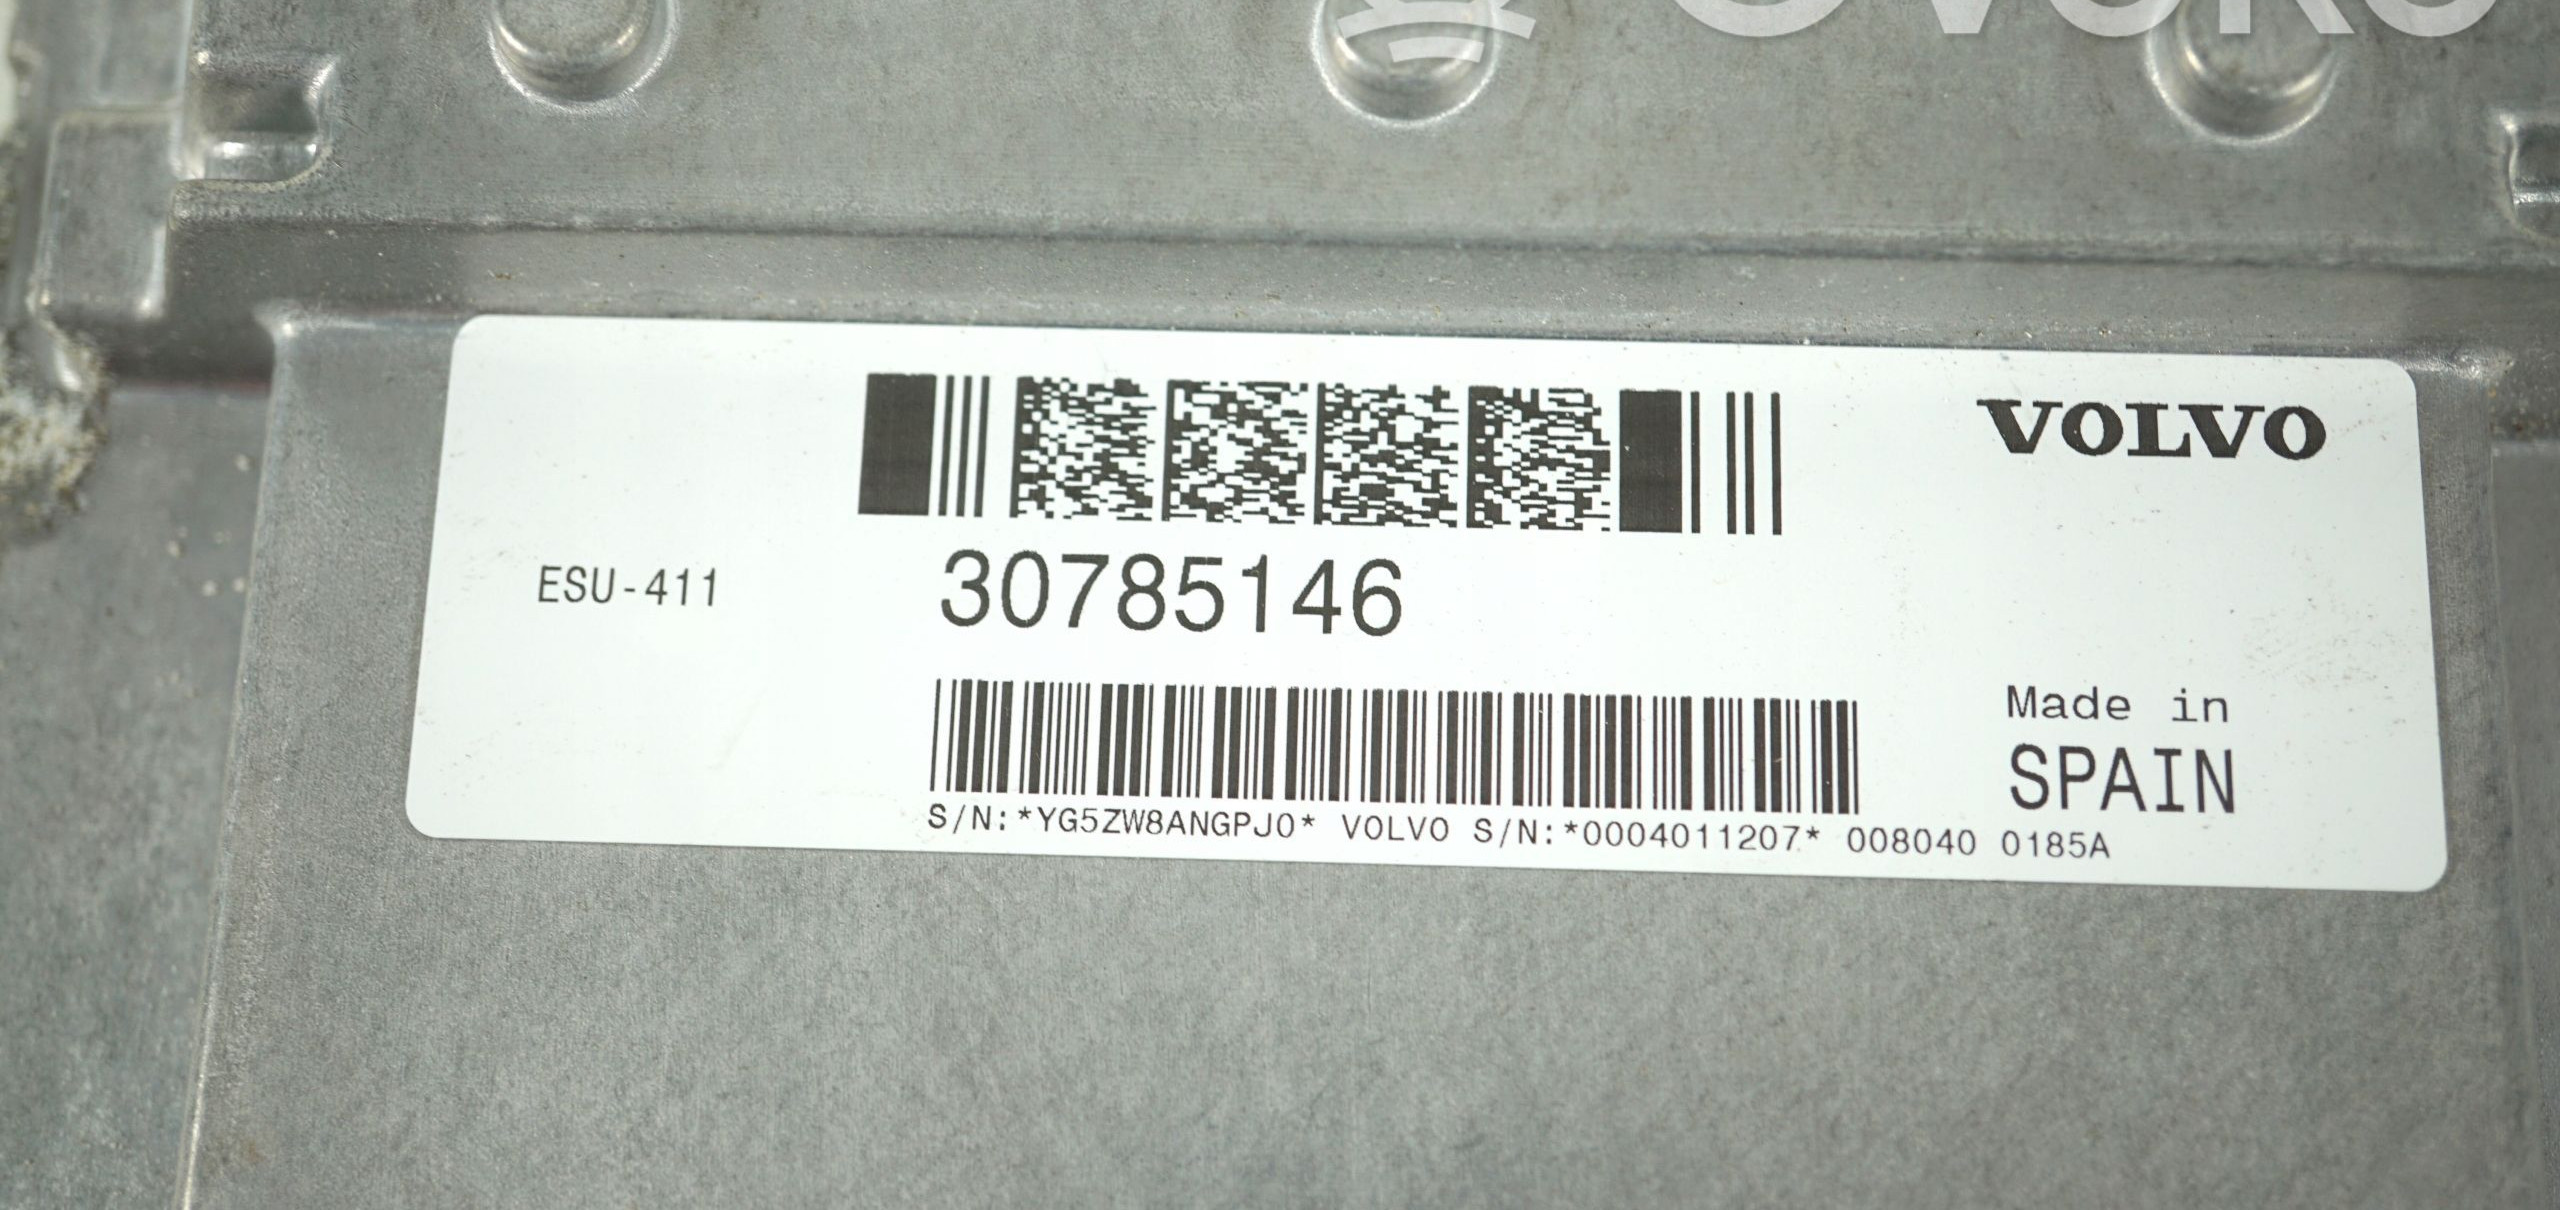 VOLVO
ESU-411
30785146
Made in
SPAIN
S/N:*YG5ZW8ANGPJ0* VOLVO S/N:*0004011207* 008040 0185A